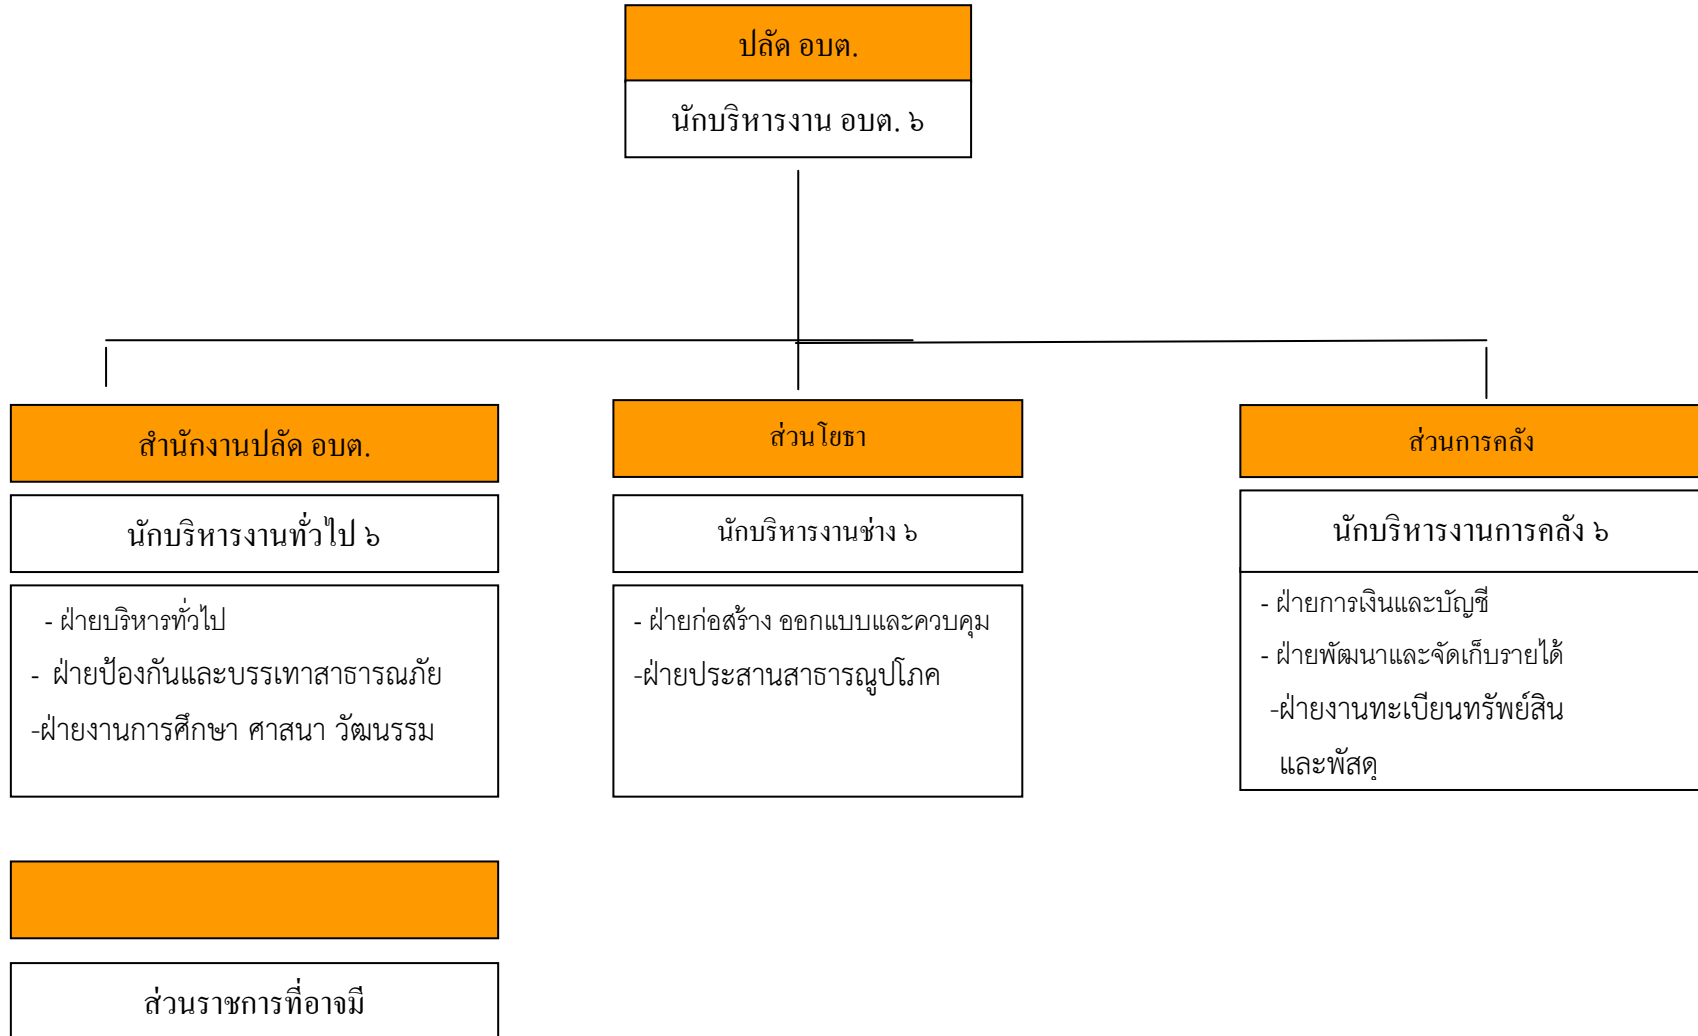 ปลัด อบต.
นักบริหารงาน อบต. ๖
สำนักงานปลัด อบต.
นักบริหารงานทั่วไป ๖
- ฝ่ายบริหารทั่วไป
- ฝ่ายป้องกันและบรรเทาสาธารณภัย
-ฝ่ายงานการศึกษา ศาสนา วัฒนรรม
ส่วนโยธา
นักบริหารงานช่าง ๖
- ฝ่ายก่อสร้าง ออกแบบและควบคุม
-ฝ่ายประสานสาธารณูปโภค
ส่วนการคลัง
นักบริหารงานการคลัง ๖
- ฝ่ายการเงินและบัญชี
- ฝ่ายพัฒนาและจัดเก็บรายได้
-ฝ่ายงานทะเบียนทรัพย์สิน
และพัสดุ
ส่วนราชการที่อาจมี